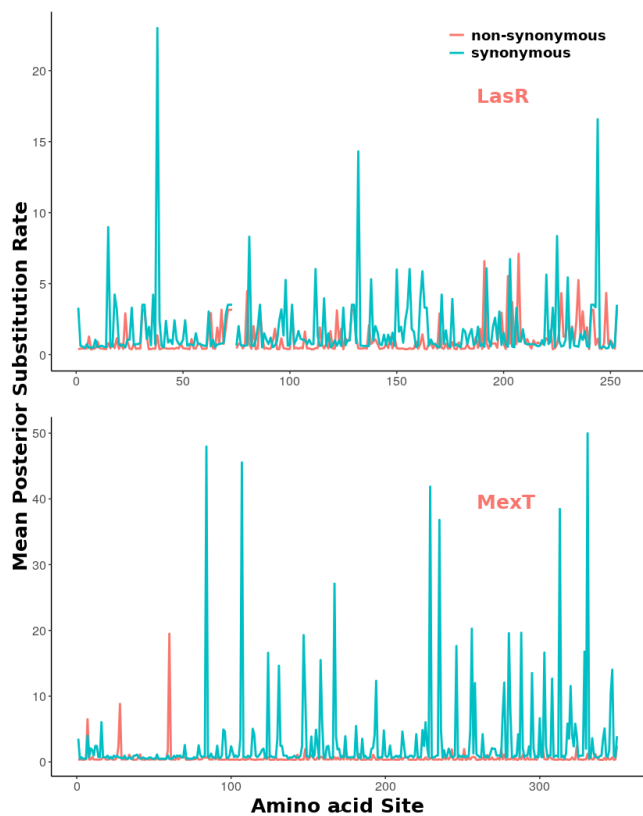 non-synonymous
synonymous
LasR
20
15
10
5
0
0 50 100 150 200 250
Mean Posterior Substitution Rate
50
40
30
20
10
0
MexT
0 100 200 300
Amino acid Site